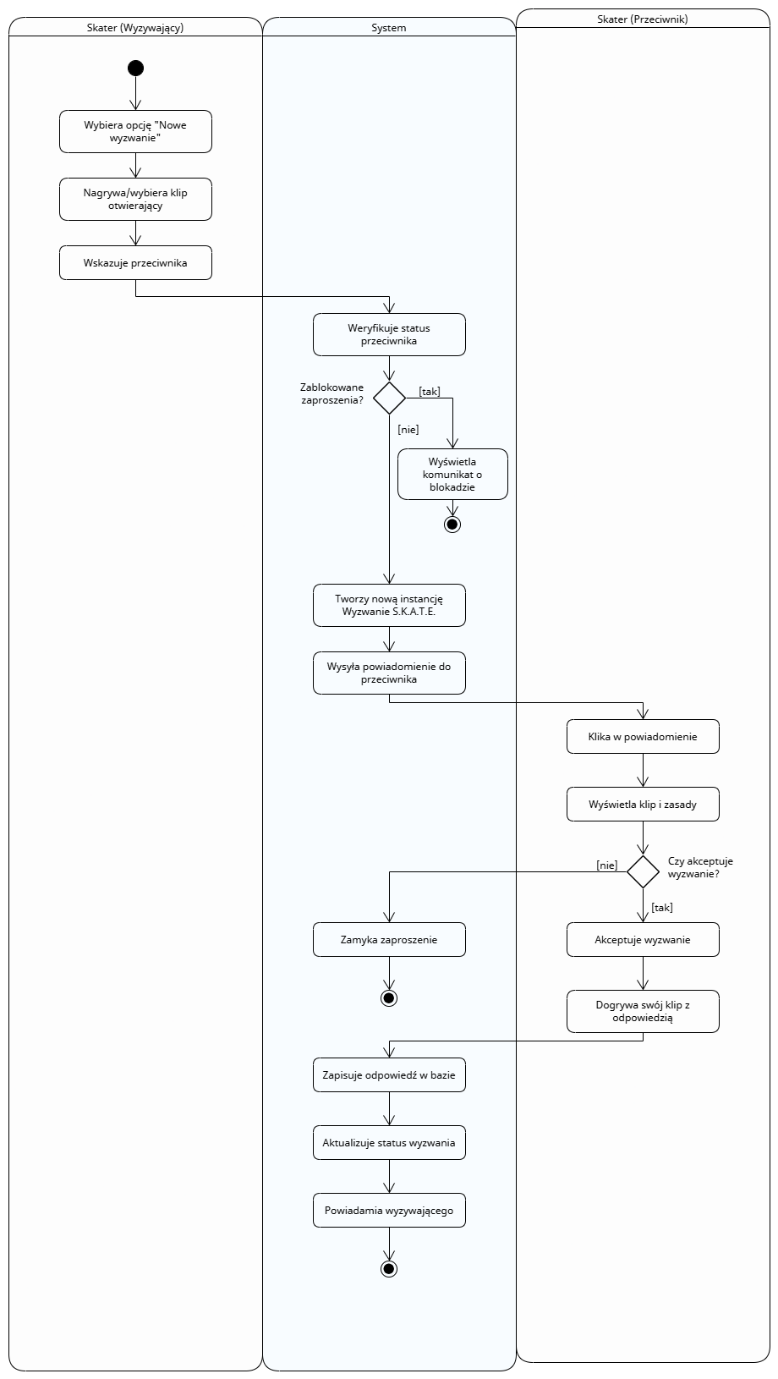 Skater (Wyzywający)
System
Skater (Przeciwnik)
Wybiera opcję "Nowe
wyzwanie"
Nagrywa/wybiera klip
otwierający
Wskazuje przeciwnika
Weryfikuje status
przeciwnika
Zablokowane
zaproszenia?
[tak]
[nie]
Wyświetla
komunikat o
blokadzie
Tworzy nową instancję
Wyzwanie S.K.A.T.E.
Wysyła powiadomienie do
przeciwnika
Klika w powiadomienie
Wyświetla klip i zasady
Czy akceptuje
wyzwanie?
[nie]
[tak]
Zamyka zaproszenie
Akceptuje wyzwanie
Dogrywa swój klip z
odpowiedzią
Zapisuje odpowiedź w bazie
Aktualizuje status wyzwania
Powiadamia wyzywającego